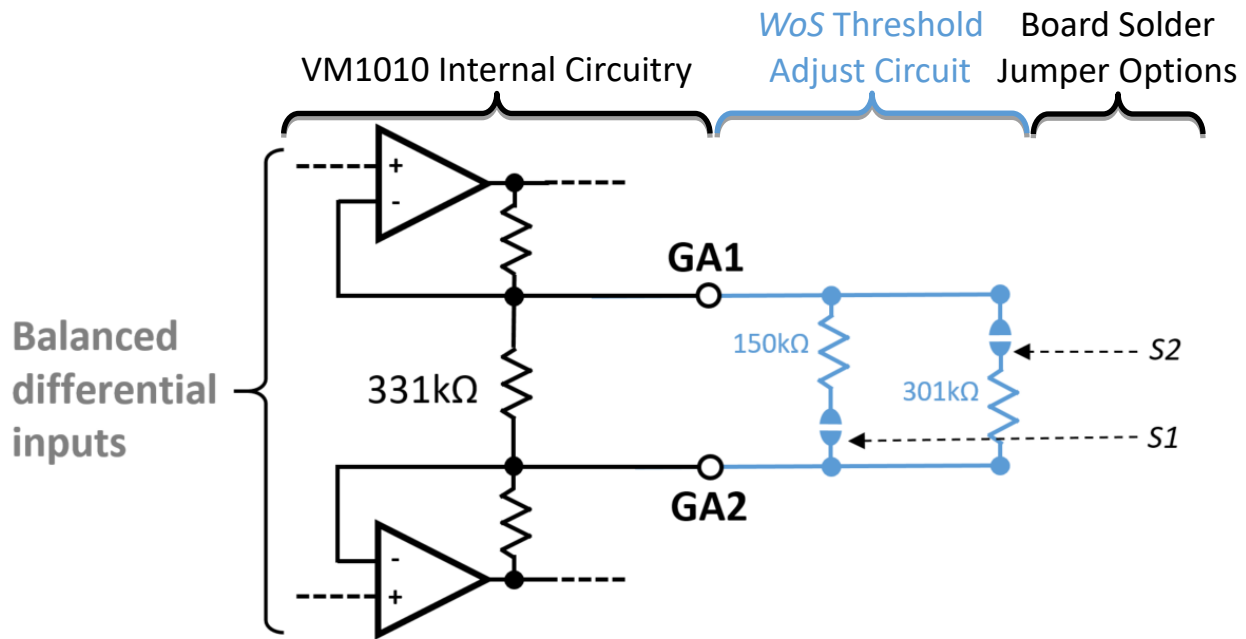 VM1010 Internal Circuitry
WoS Threshold
Adjust Circuit
Board Solder
Jumper Options
+
-
GA1
Balanced
differential
inputs
331kΩ
150kΩ
301kΩ
S2
S1
GA2
-
+